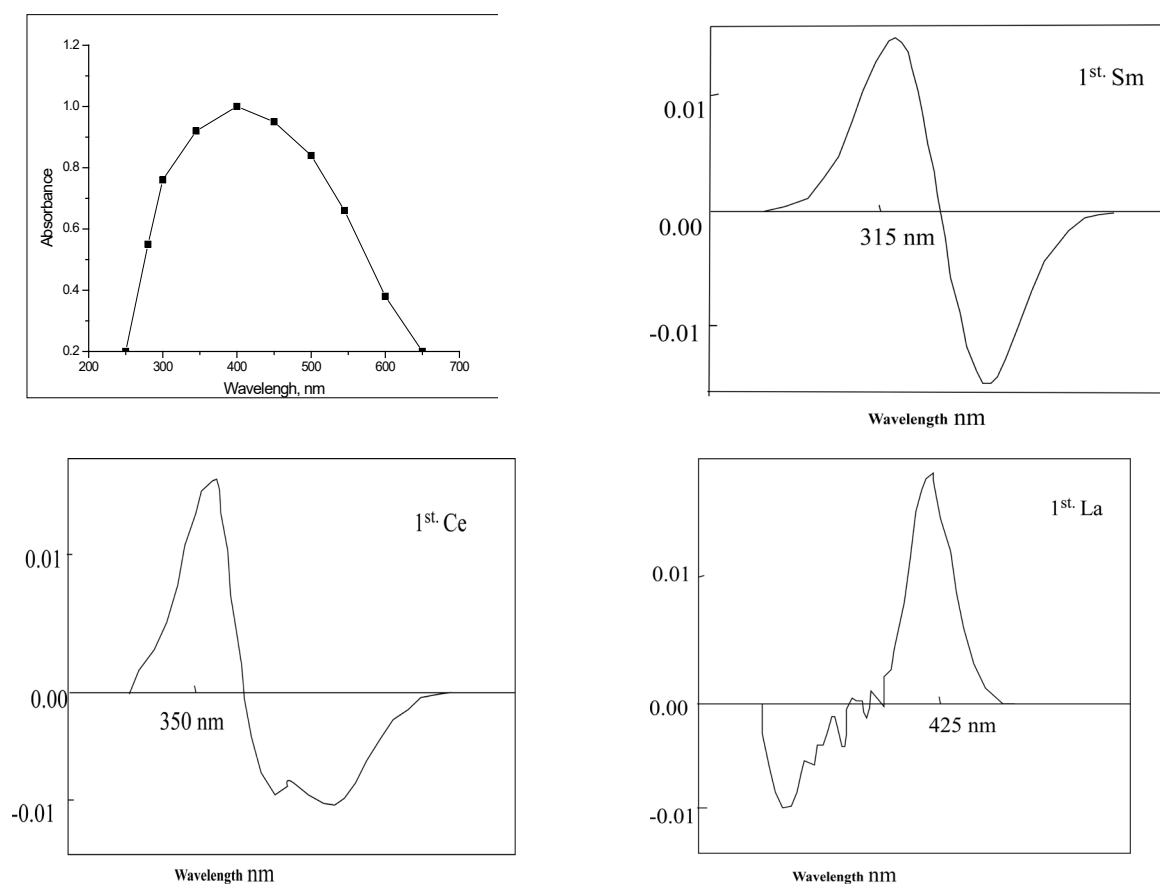 1.2
1.0
0.8
0.6
0.4
0.2
Absorbance
200 300 400 500 600 700
Wavelengh, nm
1st. Sm
0.01
0.00
315 nm
-0.01
Wavelength nm
1st. Ce
0.01
0.00
350 nm
-0.01
Wavelength nm
1st. La
0.01
0.00
425 nm
-0.01
Wavelength nm